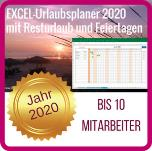 EXCEL-Urlaubsplaner 2020
mit Resturlaub und Feiertagen
Jahr
2020
BIS 10
MITARBEITER